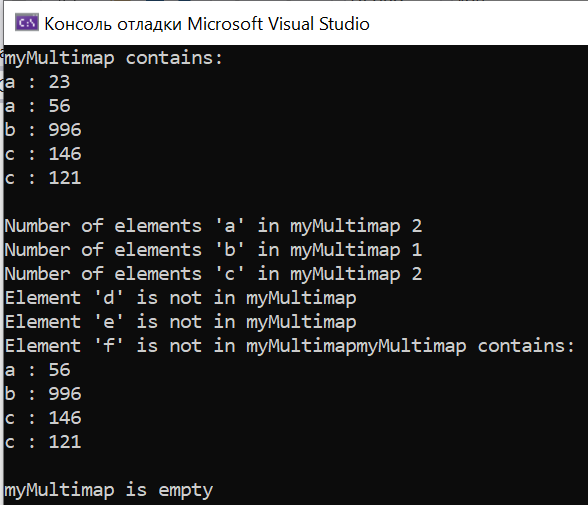 C:\
Консоль отладки Microsoft Visual Studio
myMultimap contains:
a : 23
a : 56
b : 996
c : 146
c : 121
Number of elements 'a' in myMultimap 2
Number of elements 'b' in myMultimap 1
Number of elements 'c' in myMultimap 2
Element 'd' is not in myMultimap
Element 'e' is not in myMultimap
Element 'f' is not in myMultimapmyMultimap contains:
a : 56
b : 996
c : 146
c : 121
myMultimap is empty